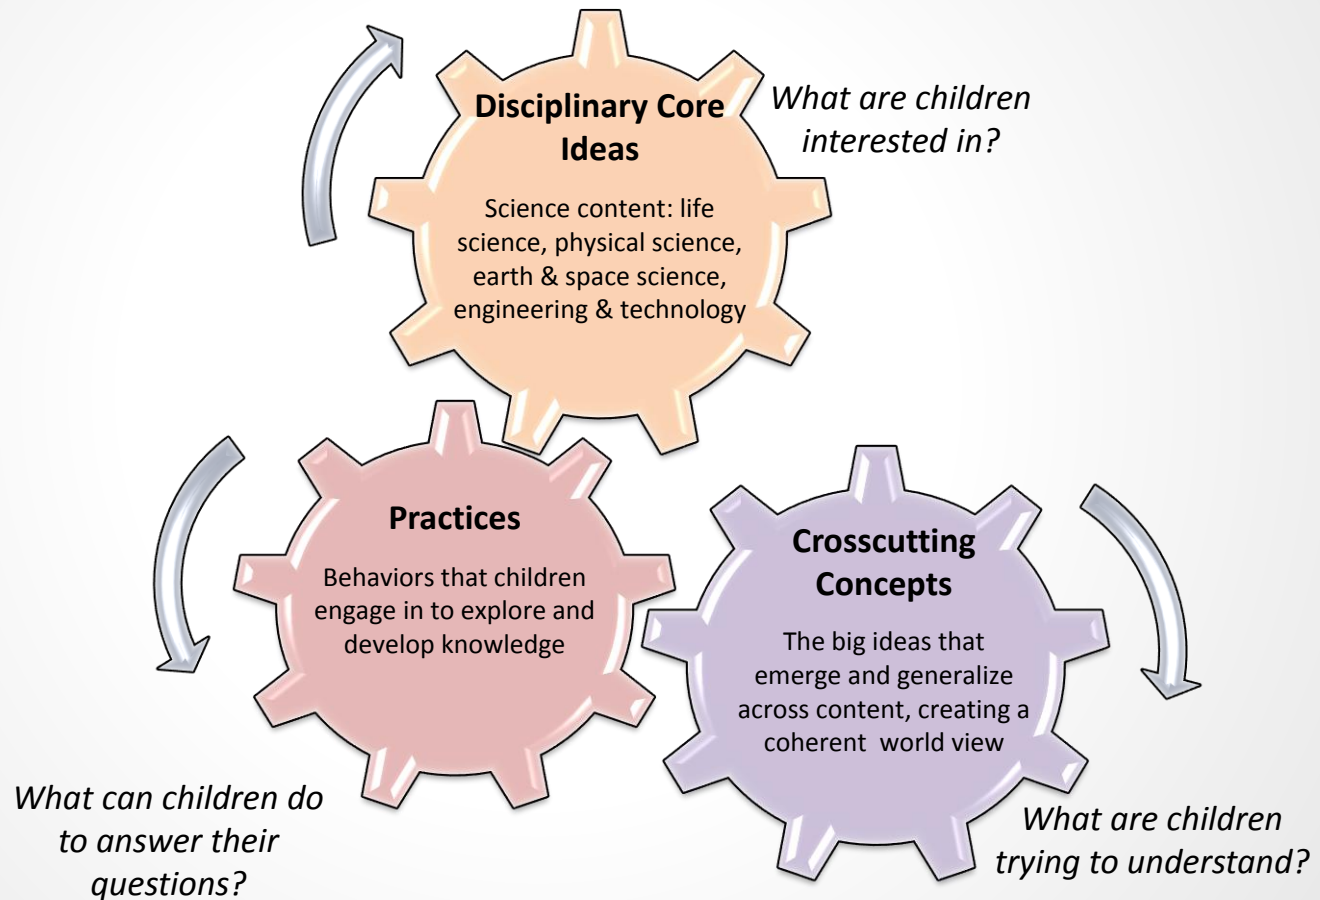 Disciplinary Core
Ideas
Science content: life
science, physical science,
earth & space science,
engineering & technology
What are children
interested in?
Practices
Behaviors that children
engage in to explore and
develop knowledge
What can children do
to answer their
questions?
Crosscutting
Concepts
The big ideas that
emerge and generalize
across content, creating a
coherent  world view
What are children
trying to understand?